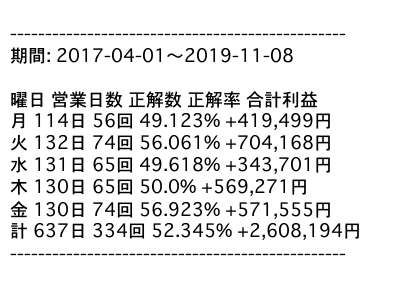 ------------------------------------------------
期間: 2017-04-01〜2019-11-08
曜日 営業日数 正解数 正解率 合計利益
月 114日 56回 49.123% +419,499円
火 132日 74回 56.061% +704,168円
水 131日 65回 49.618% +343,701円
木 130日 65回 50.0% +569,271円
金 130日 74回 56.923% +571,555円
計 637日 334回 52.345% +2,608,194円
------------------------------------------------